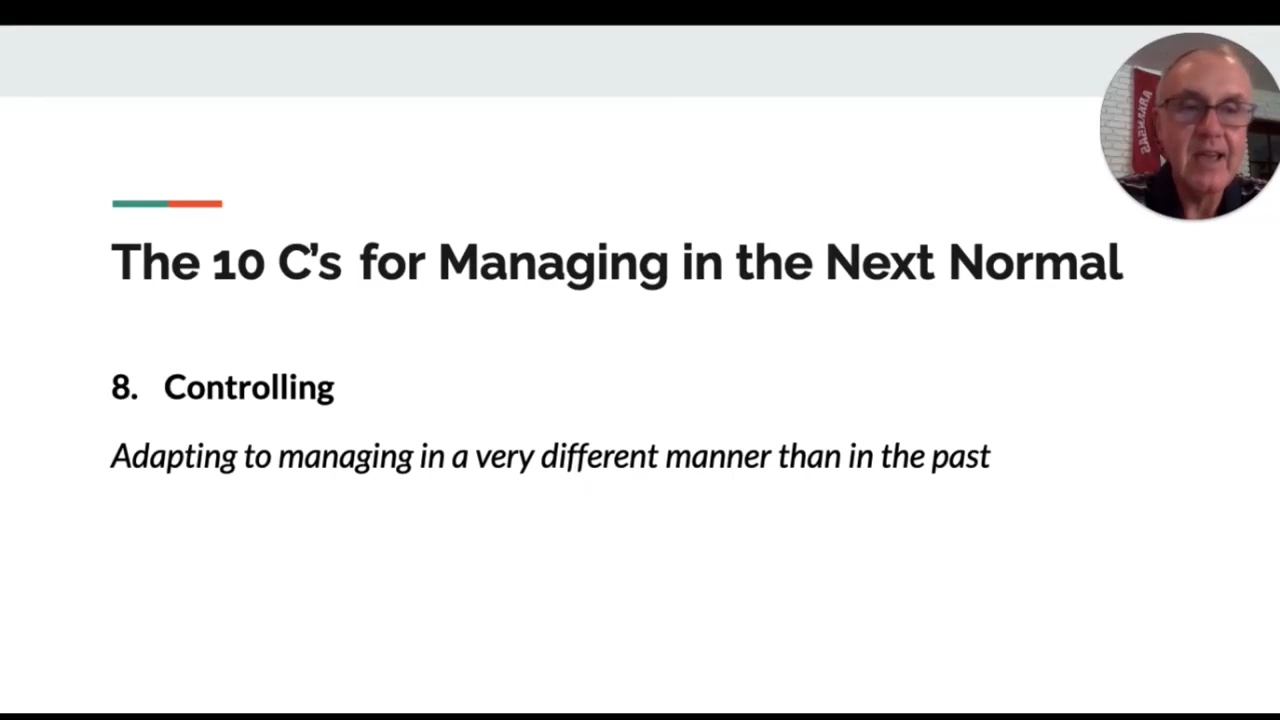 The 10 C’s for Managing in the Next Normal
8. Controlling
Adapting to managing in a very different manner than in the past
ARKANSAS